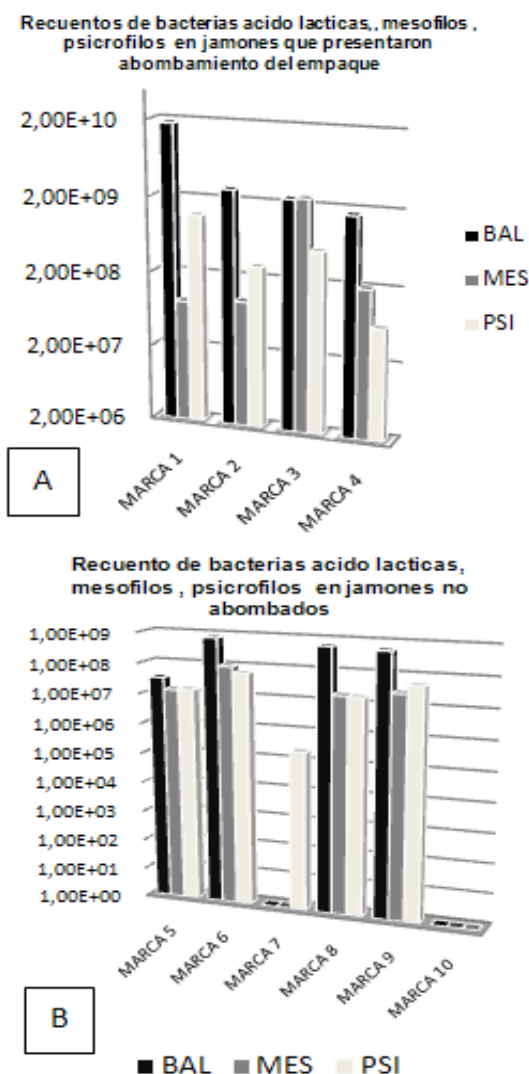 Recuentos de bacterias acido lacticas,, mesofilos ,
psicrofilos en jamones que presentaron
abombamiento del empaque
2,00E+10
2,00E+09
2,00E+08
2,00E+07
2,00E+06
BAL
MES
PSI
MARCA 1
MARCA 2
MARCA 3
MARCA 4
A
Recuento de bacterias acido lacticas,
mesofilos , psicrofilos en jamones no
abombados
1,00E+09
1,00E+08
1,00E+07
1,00E+06
1,00E+05
1,00E+04
1,00E+03
1,00E+02
1,00E+01
1,00E+00
MARCA 5
MARCA 6
MARCA 7
MARCA 8
MARCA 9
MARCA 10
B
BAL MES PSI